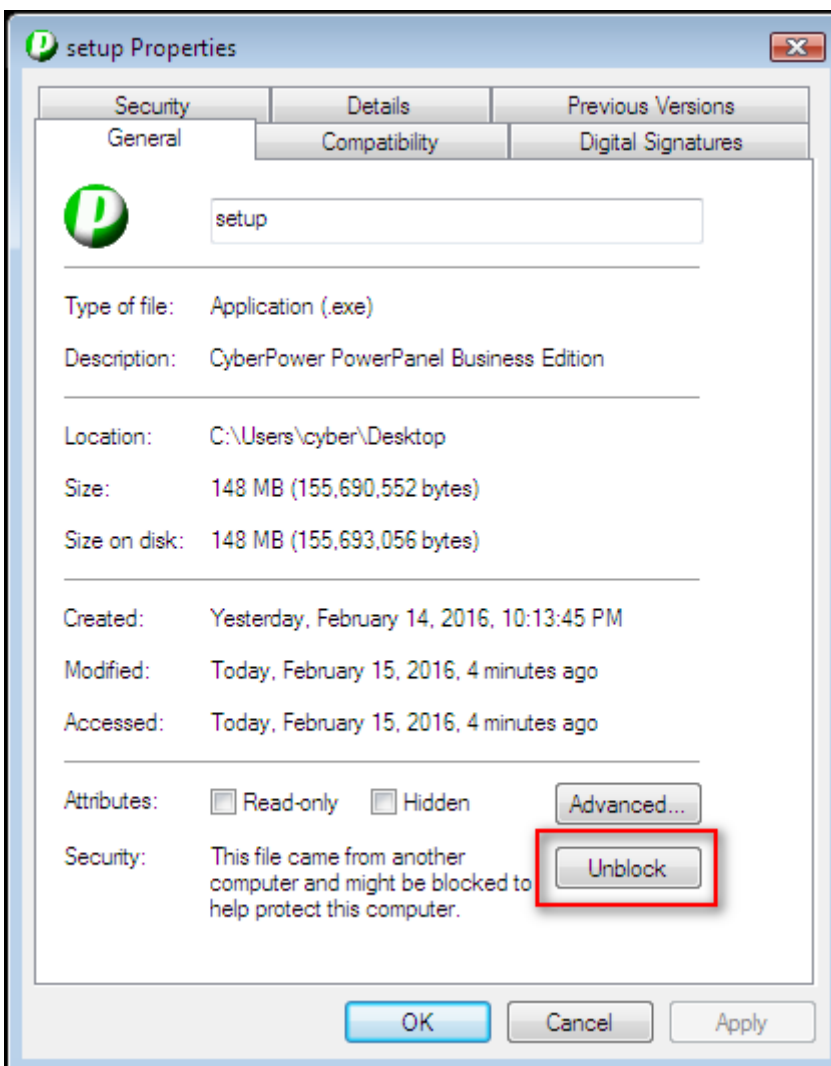 setup Properties
Security Details Previous Versions
General Compatibility Digital Signatures
setup
Type of file: Application (.exe)
Description: CyberPower PowerPanel Business Edition
Location: C:\Users\cyber\Desktop
Size: 148 MB (155,690,552 bytes)
Size on disk: 148 MB (155,693,056 bytes)
Created: Yesterday, February 14, 2016, 10:13:45 PM
Modified: Today, February 15, 2016, 4 minutes ago
Accessed: Today, February 15, 2016, 4 minutes ago
Attributes: Read-only Hidden Advanced...
Security: This file came from another
computer and might be blocked to
help protect this computer.
Unblock
OK Cancel Apply